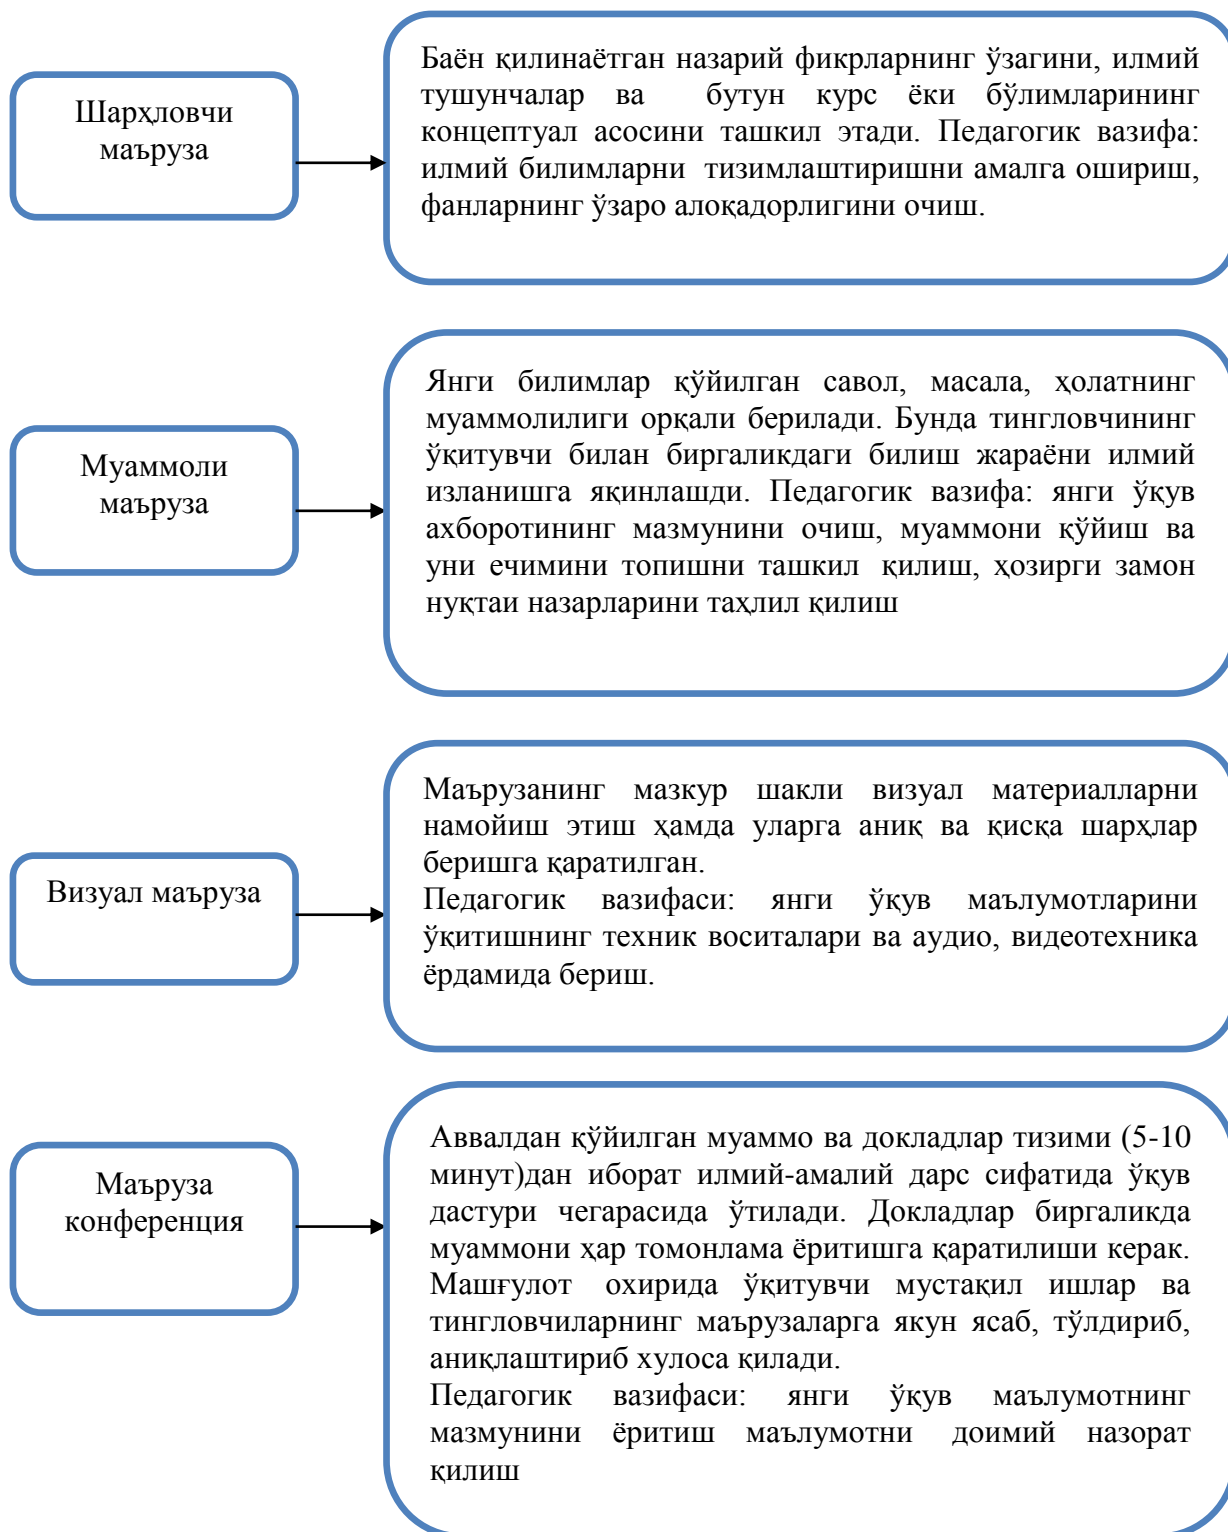 Шарҳловчи
маъруза
Баён қилинаётган назарий фикрларнинг ўзагини, илмий
тушунчалар ва бутун курс ёки бўлимларининг
концептуал асосини ташкил этади. Педагогик вазифа:
илмий билимларни тизимлаштиришни амалга ошириш,
фанларнинг ўзаро алоқадорлигини очиш.
Муаммоли
маъруза
Янги билимлар қўйилган савол, масала, ҳолатнинг
муаммолилиги орқали берилади. Бунда тингловчининг
ўқитувчи билан биргаликдаги билиш жараёни илмий
изланишга яқинлашди. Педагогик вазифа: янги ўқув
ахборотининг мазмунини очиш, муаммони қўйиш ва
уни ечимини топишни ташкил қилиш, ҳозирги замон
нуқтаи назарларини таҳлил қилиш
Визуал маъруза
Маърузанинг мазкур шакли визуал материалларни
намойиш этиш ҳамда уларга аниқ ва қисқа шарҳлар
беришга қаратилган.
Педагогик вазифаси: янги ўқув маълумотларини
ўқитишнинг техник воситалари ва аудио, видеотехника
ёрдамида бериш.
Маъруза
конференция
Аввалдан қўйилган муаммо ва докладлар тизими (5-10
минут)дан иборат илмий-амалий дарс сифатида ўқув
дастури чегарасида ўтилади. Докладлар биргаликда
муаммони ҳар томонлама ёритишга қаратилиши керак.
Машғулот охирида ўқитувчи мустақил ишлар ва
тингловчиларнинг маърузаларга якун ясаб, тўлдириб,
аниқлаштириб хулоса қилади.
Педагогик вазифаси: янги ўқув маълумотнинг
мазмунини ёритиш маълумотни доимий назорат
қилиш